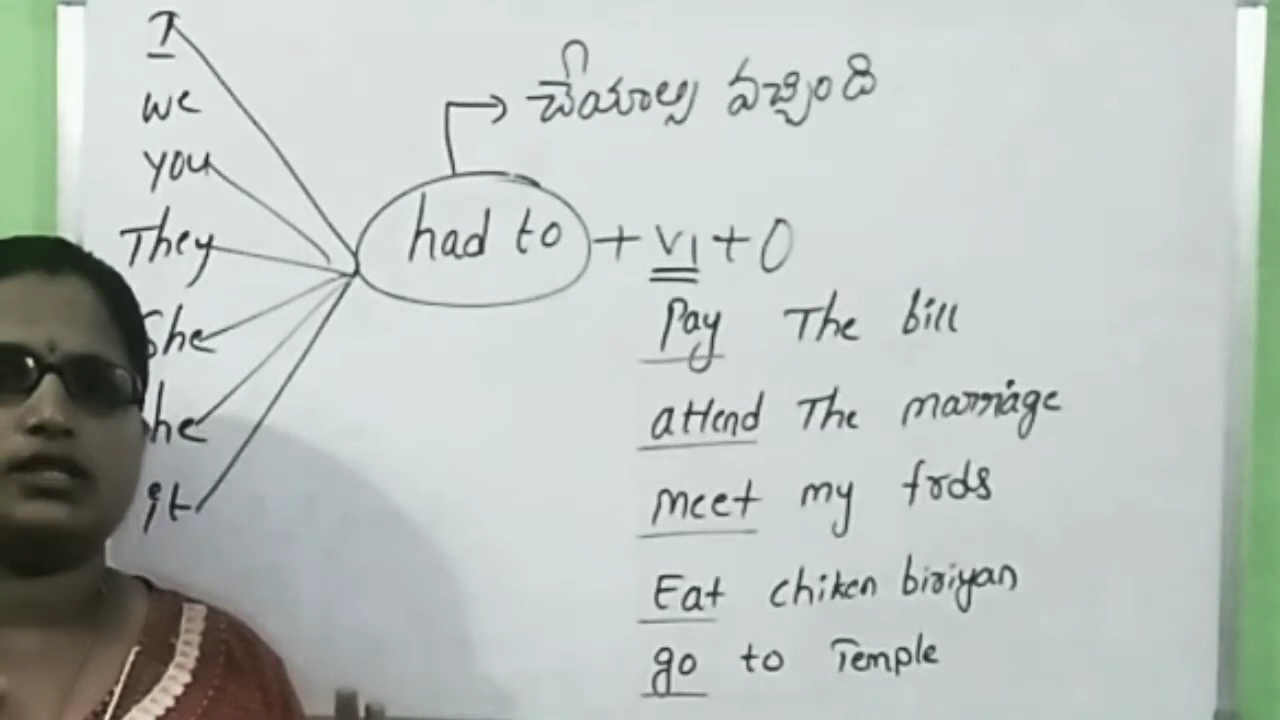 I
we
you
They
She
he
it
చేయాల్సి వచ్చింది
had to + V1 + O
Pay The bill
attend The marriage
meet my frds
Eat chiken biriyan
go to Temple